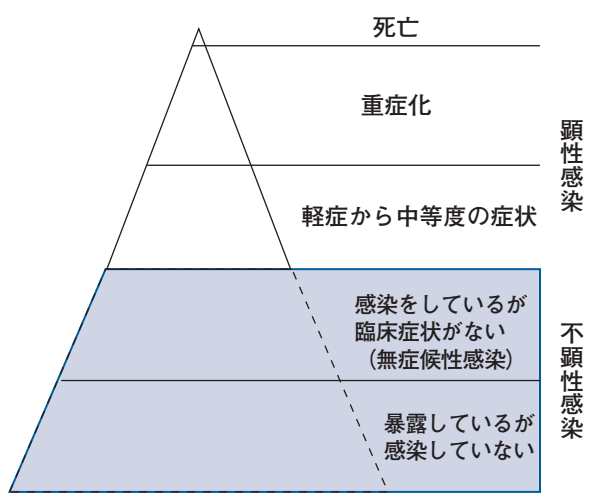 死亡
重症化
軽症から中等度の症状
顕性感染
感染をしているが
臨床症状がない
（無症候性感染）
暴露しているが
感染していない
不顕性感染